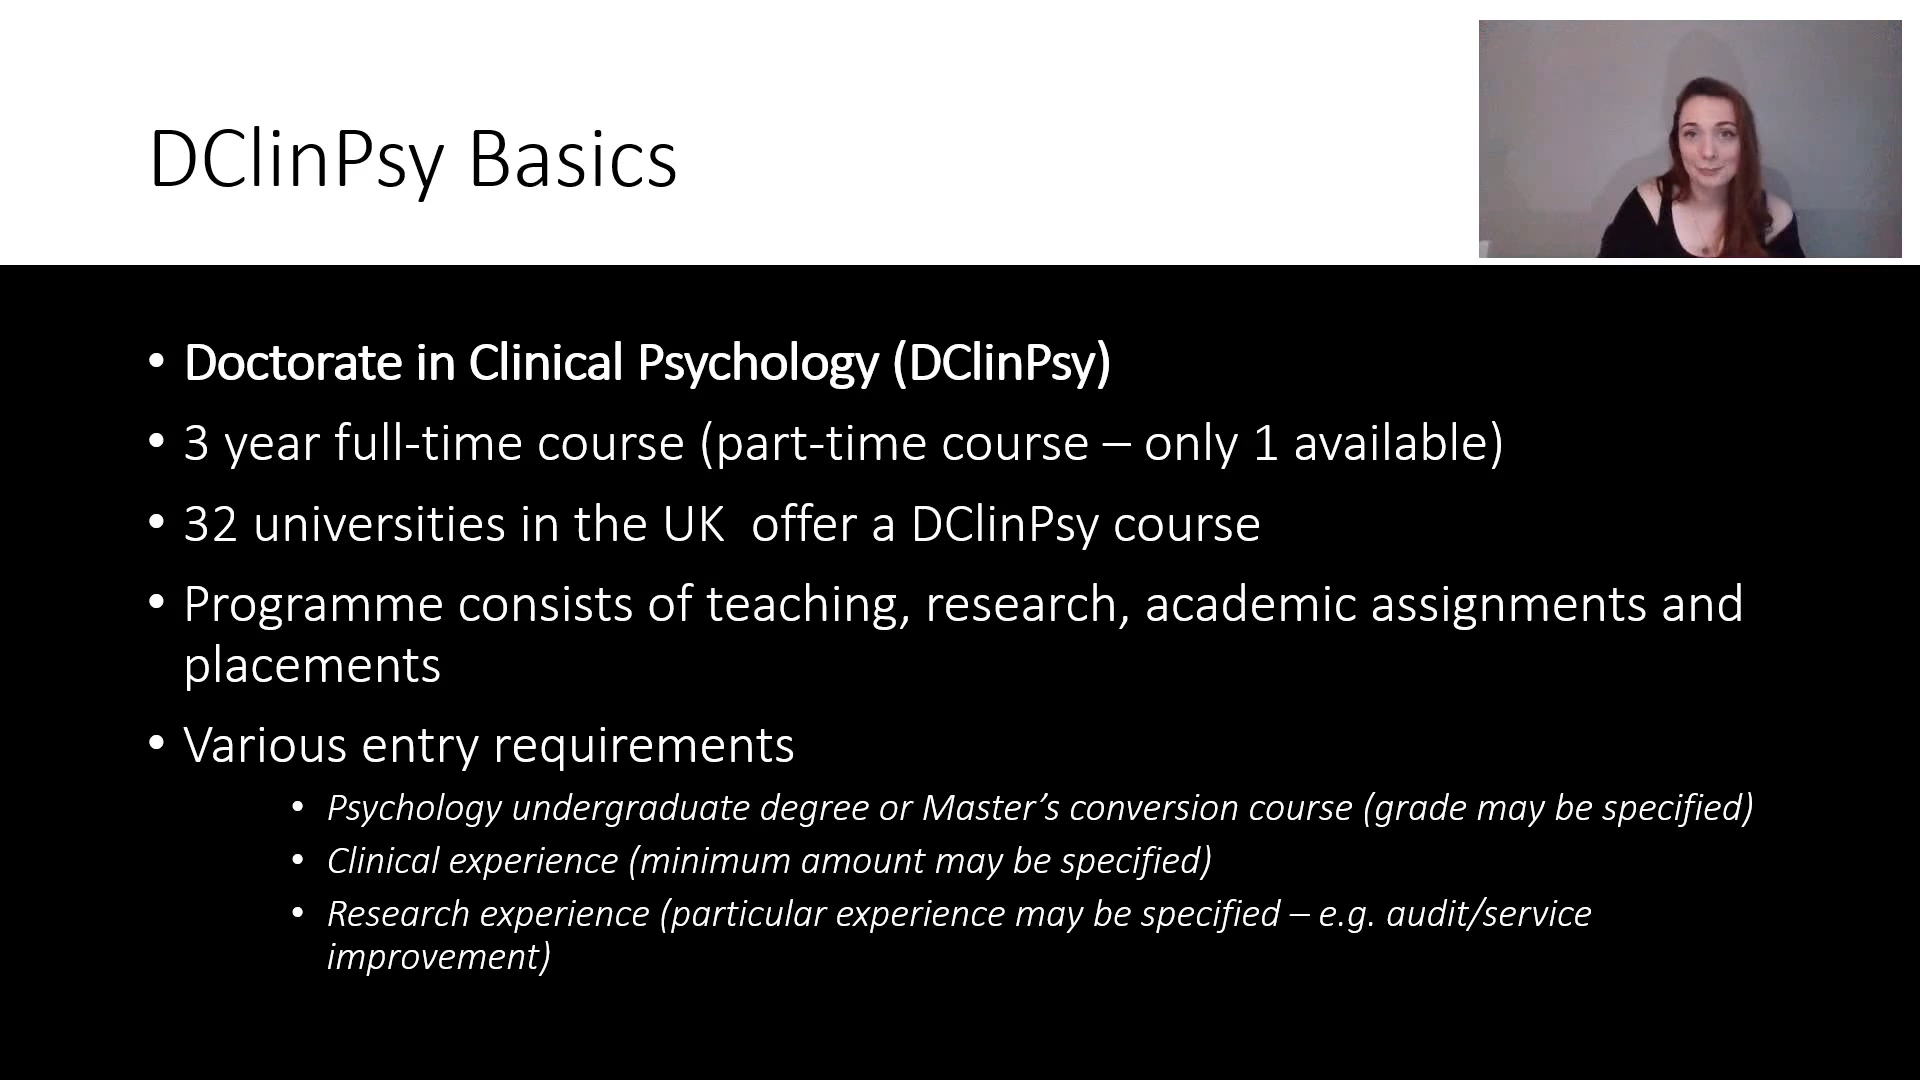 DClinPsy Basics
• Doctorate in Clinical Psychology (DClinPsy)
• 3 year full-time course (part-time course – only 1 available)
• 32 universities in the UK  offer a DClinPsy course
• Programme consists of teaching, research, academic assignments and
placements
• Various entry requirements
• Psychology undergraduate degree or Master’s conversion course (grade may be specified)
• Clinical experience (minimum amount may be specified)
• Research experience (particular experience may be specified – e.g. audit/service
improvement)